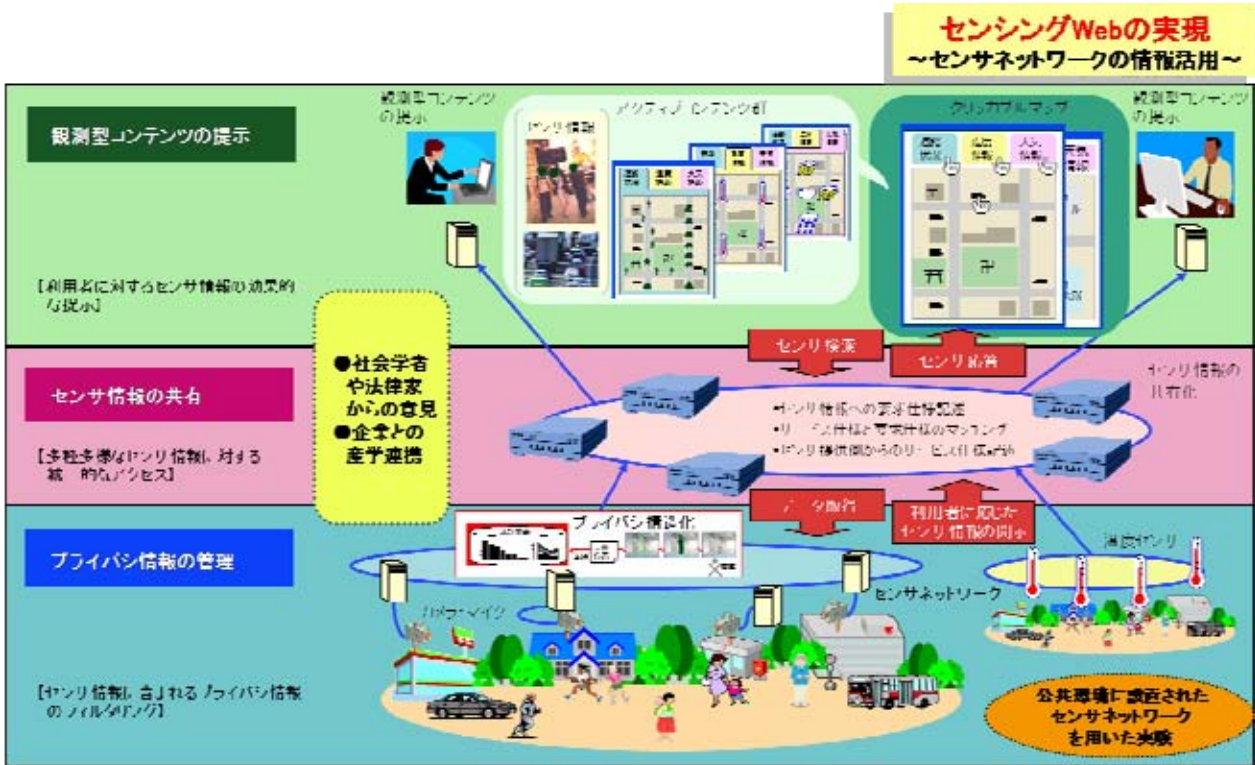 センシングWebの実現
～センサネットワークの情報活用～
観測型コンテンツの提示
観測型コンテンツ
の提示
アクティブコンテンツ群
クリッカブルマップ
観測型コンテンツ
の提示
センサ情報
【利用者に対するセンサ情報の効果的
な提示】
●社会学者
や法律家
からの意見
●企業との
産学連携
センサ検索
センサ応答
センサ情報の共有
センサ情報の
共有化
•センサ情報への要求仕様記述
•サービス仕様と要求仕様のマッチング
•センサ提供側からのサービス仕様記述
【多種多様なセンサ情報に対する
統一的なアクセス】
データ取得
利用者に応じた
センサ情報の開示
プライバシ情報の管理
プライバシ構造化
温度センサ
カメラ・マイク
センサネットワーク
【センサ情報に含まれるプライバシ情報
のフィルタリング】
公共環境に設置された
センサネットワーク
を用いた実験